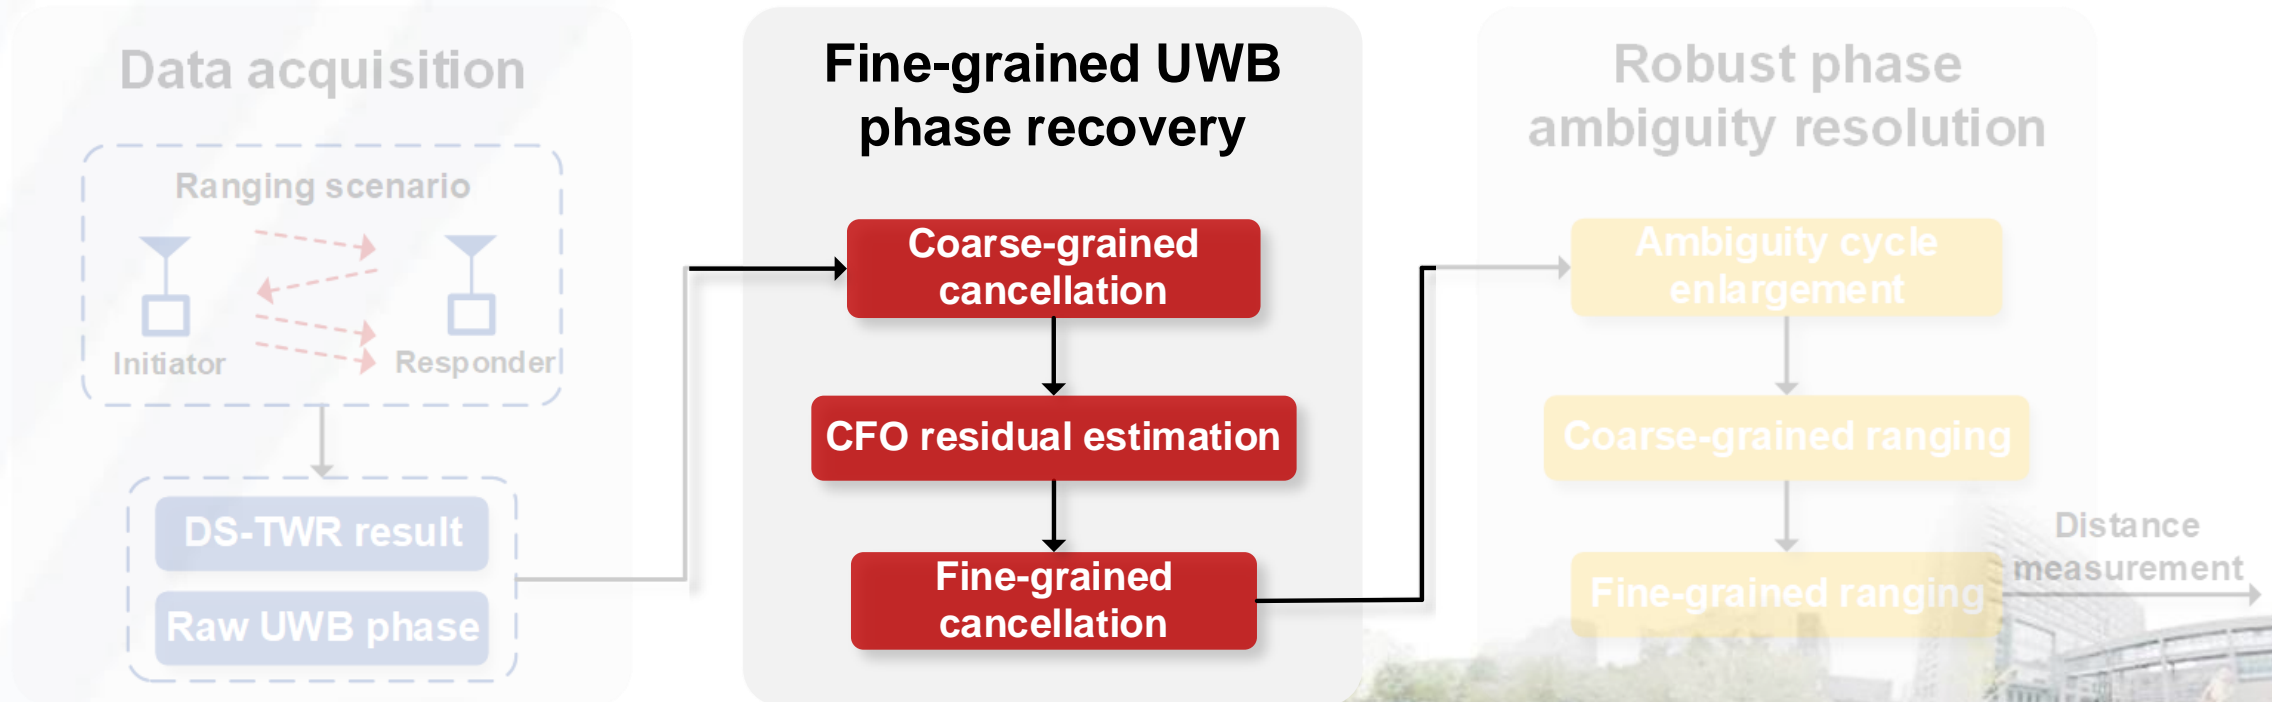 Data acquisition
Ranging scenario
Initiator
Responder
DS-TWR result
Raw UWB phase
Fine-grained UWB
phase recovery
Coarse-grained
cancellation
CFO residual estimation
Fine-grained
cancellation
Robust phase
ambiguity resolution
Ambiguity cycle
enlargement
Coarse-grained ranging
Fine-grained ranging
Distance
measurement